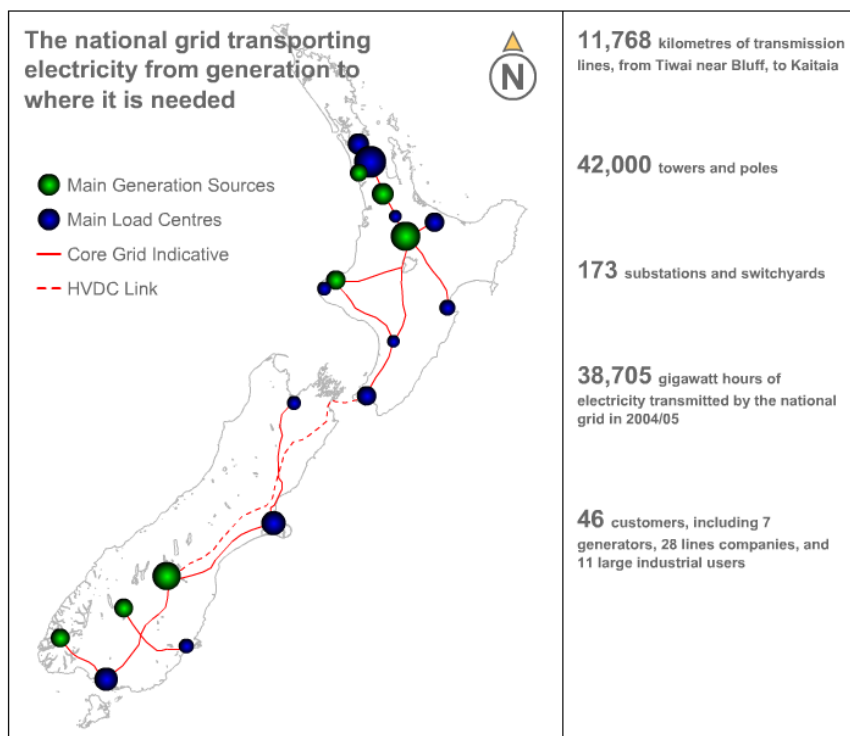 The national grid transporting
electricity from generation to
where it is needed
N
Main Generation Sources
Main Load Centres
Core Grid Indicative
HVDC Link
11,768 kilometres of transmission
lines, from Tiwai near Bluff, to Kaitaia
42,000 towers and poles
173 substations and switchyards
38,705 gigawatt hours of
electricity transmitted by the national
grid in 2004/05
46 customers, including 7
generators, 28 lines companies, and
11 large industrial users